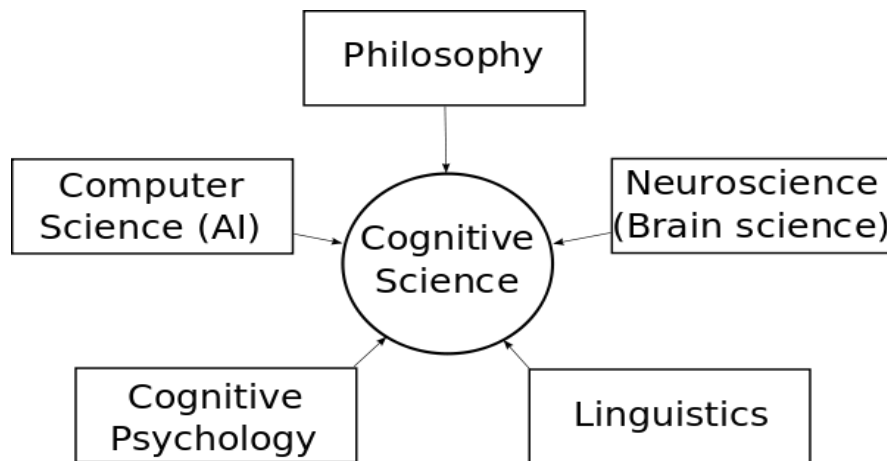 Philosophy
Computer
Science (AI)
Neuroscience
(Brain science)
Cognitive
Science
Cognitive
Psychology
Linguistics